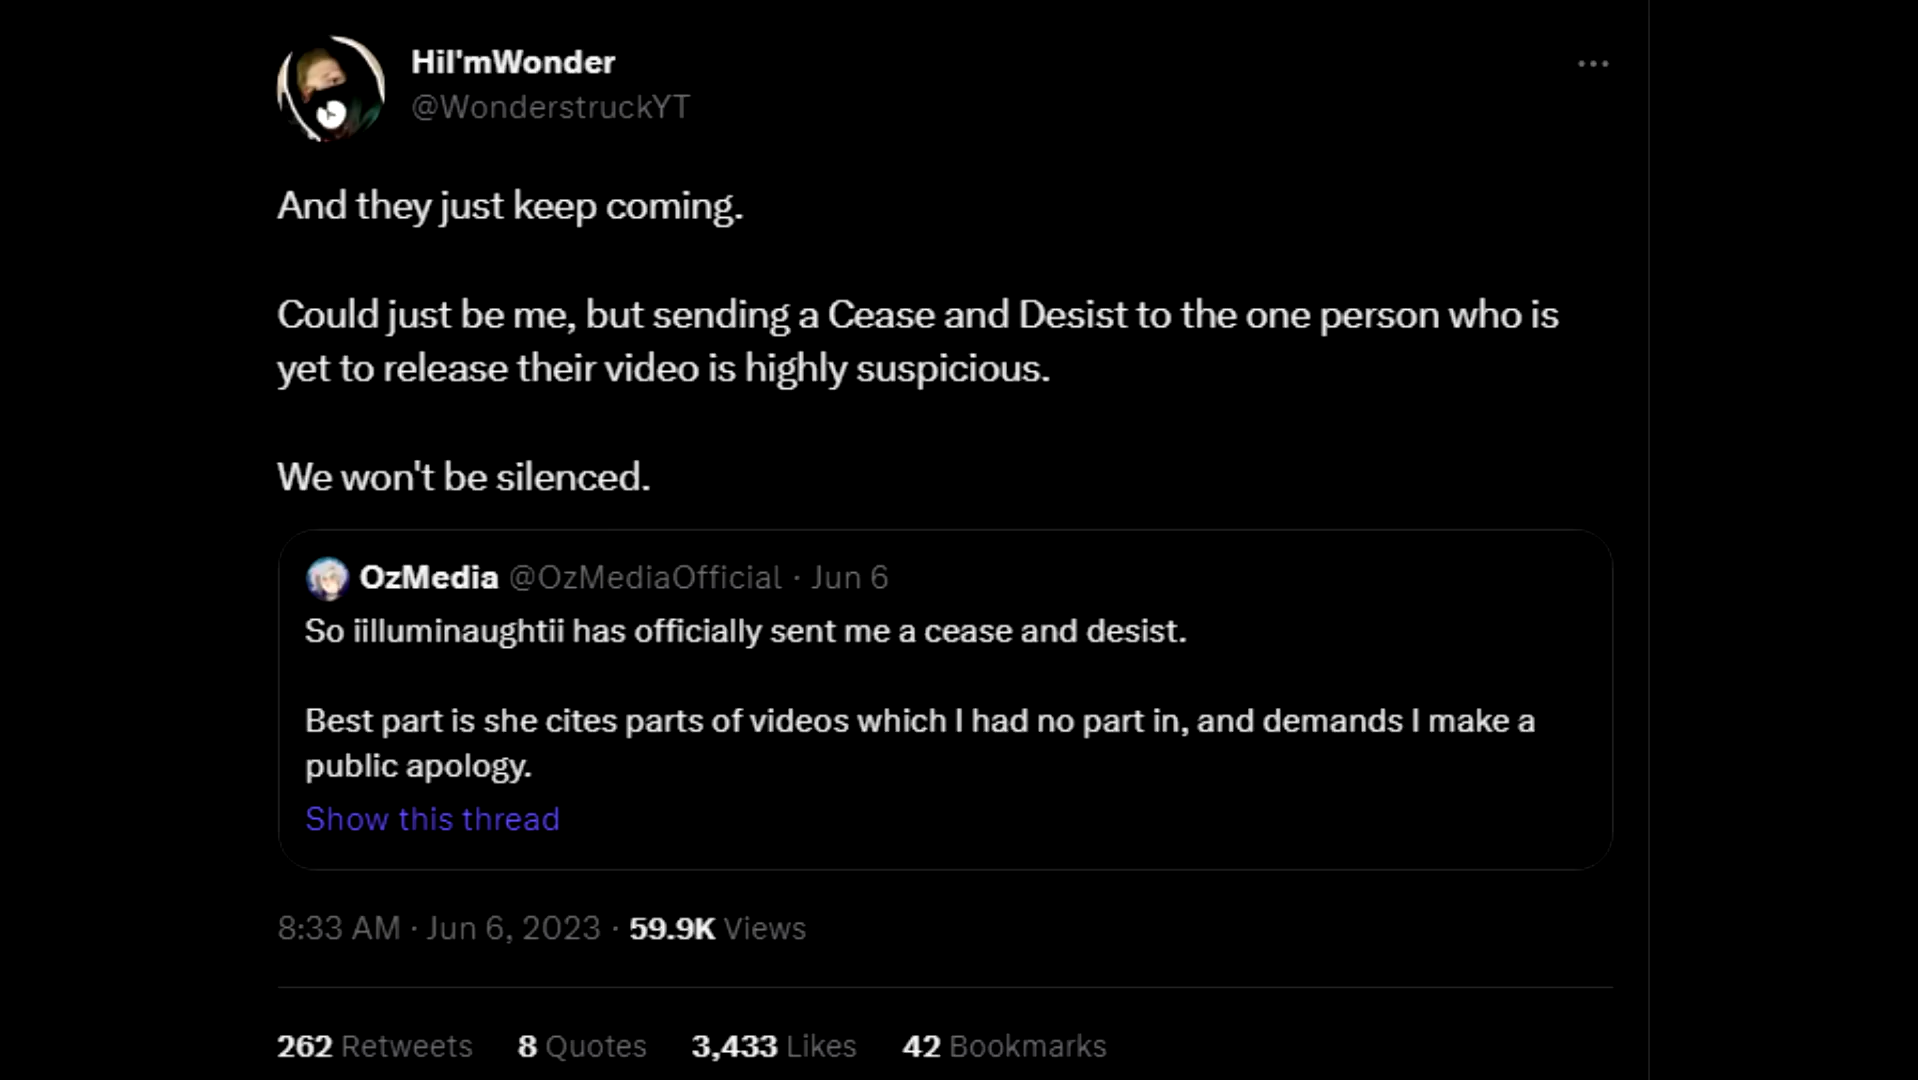 HiI'mWonder
@WonderstruckYT
And they just keep coming.
Could just be me, but sending a Cease and Desist to the one person who is
yet to release their video is highly suspicious.
We won't be silenced.
OzMedia @OzMediaOfficial · Jun 6
So iilluminaughtii has officially sent me a cease and desist.
Best part is she cites parts of videos which I had no part in, and demands I make a
public apology.
Show this thread
8:33 AM · Jun 6, 2023 · 59.9K Views
262 Retweets 8 Quotes 3,433 Likes 42 Bookmarks